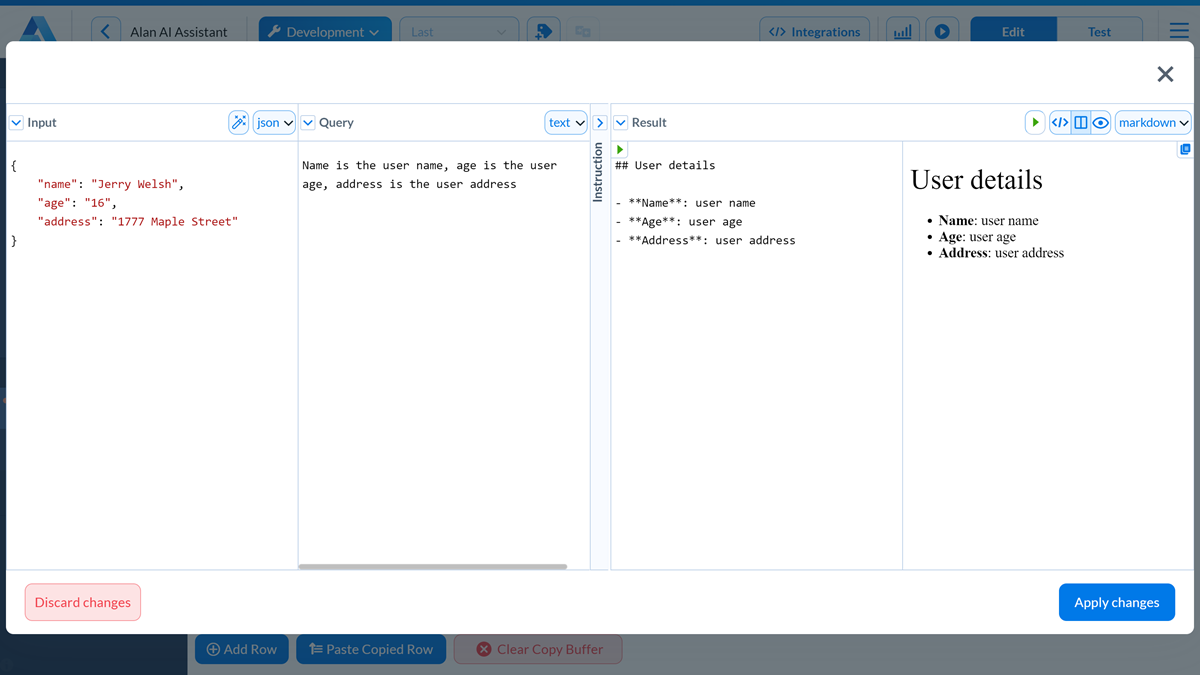 Alan AI Assistant
Development
Last
</> Integrations
Edit
Test
Input
json
Query
text
Result
</>
markdown
{
    "name": "Jerry Welsh",
    "age": "16",
    "address": "1777 Maple Street"
}
Name is the user name, age is the user
age, address is the user address
Instruction
## User details
- **Name**: user name
- **Age**: user age
- **Address**: user address
User details
• Name: user name
• Age: user age
• Address: user address
Discard changes
Apply changes
Add Row
Paste Copied Row
Clear Copy Buffer